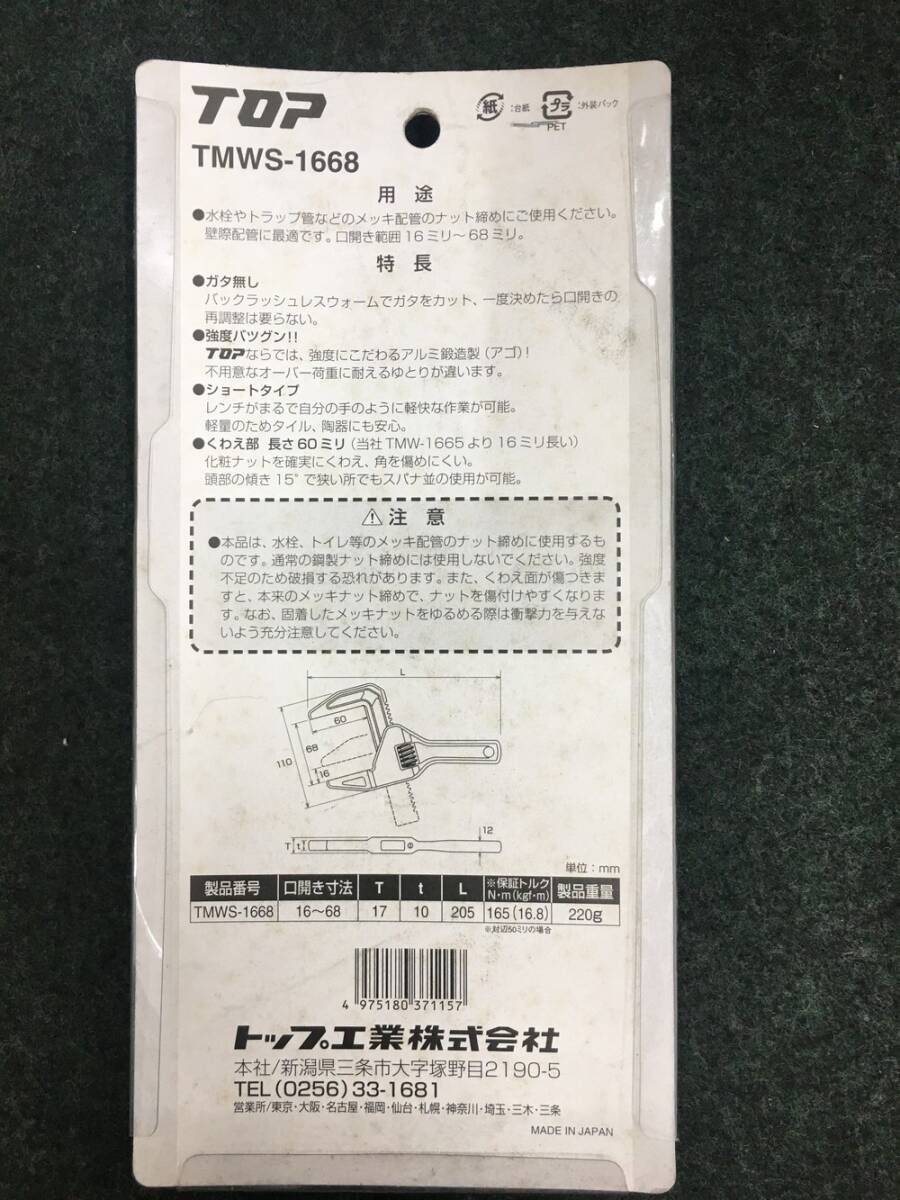 TOP
紙 :台紙 プラ :外装パック
PET
TMWS-1668
用 途
●水栓やトラップ管などのメッキ配管のナット締めにご使用ください。
壁際配管に最適です。口開き範囲16ミリ〜68ミリ。
特 長
●ガタ無し
バックラッシュレスウォームでガタをカット、一度決めたら口開きの
再調整は要らない。
●強度バツグン!!
TOPならでは、強度にこだわるアルミ鍛造製（アゴ）!
不用意なオーバー荷重に耐えるゆとりが違います。
●ショートタイプ
レンチがまるで自分の手のように軽快な作業が可能。
軽量のためタイル、陶器にも安心。
●くわえ部 長さ60ミリ（当社TMW-1665より16ミリ長い）
化粧ナットを確実にくわえ、角を傷めにくい。
頭部の傾き15°で狭い所でもスパナ並の使用が可能。
⚠注 意
●本品は、水栓、トイレ等のメッキ配管のナット締めに使用するも
のです。通常の鋼製ナット締めには使用しないでください。強度
不足のため破損する恐れがあります。また、くわえ面が傷つきま
すと、本来のメッキナット締めで、ナットを傷付けやすくなりま
す。なお、固着したメッキナットをゆるめる際は衝撃力を与えな
いよう充分注意してください。
L
60
68
110
16
12
T t
単位：mm
製品番号 口開き寸法 T t L ※保証トルク N・m(kgf・m) 製品重量
TMWS-1668 16〜68 17 10 205 165(16.8) 220g
※対辺50ミリの場合
4 975180 371157
トップ工業株式会社
本社/新潟県三条市大字塚野目2190-5
TEL(0256)33-1681
営業所/東京・大阪・名古屋・福岡・仙台・札幌・神奈川・埼玉・三木・三条
MADE IN JAPAN